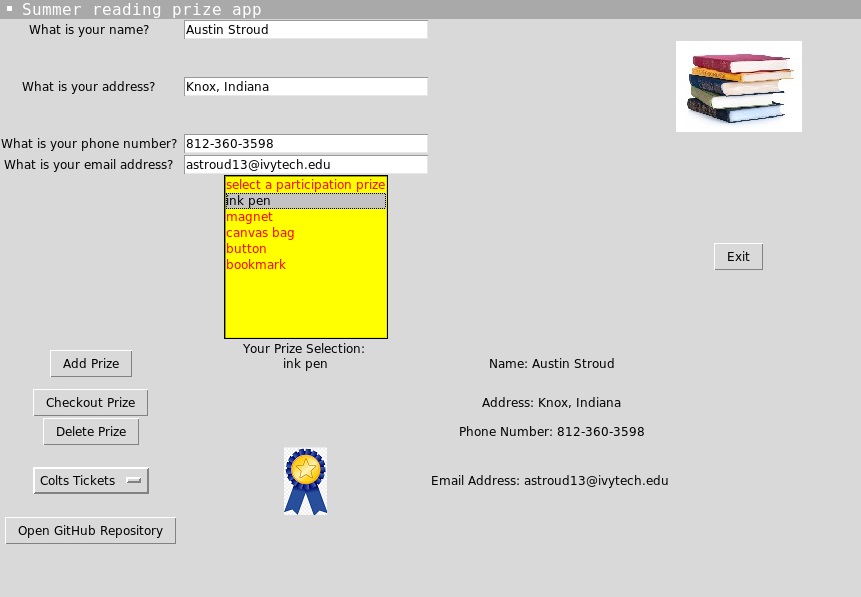 Summer reading prize app
What is your name? Austin Stroud
What is your address? Knox, Indiana
What is your phone number? 812-360-3598
What is your email address? astroud13@ivytech.edu
select a participation prize
ink pen
magnet
canvas bag
button
bookmark
Exit
Your Prize Selection:
ink pen
Add Prize
Name: Austin Stroud
Checkout Prize
Address: Knox, Indiana
Delete Prize
Phone Number: 812-360-3598
Colts Tickets
Email Address: astroud13@ivytech.edu
Open GitHub Repository